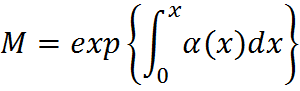 M = exp{∫₀ˣ α(x)dx}